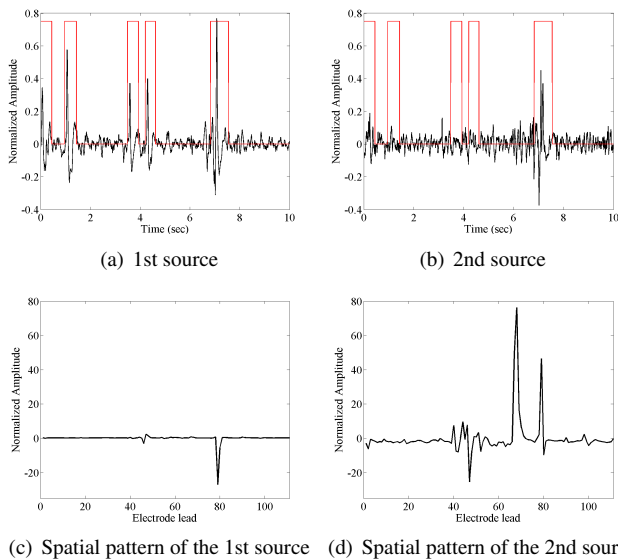 0.8
0.6
0.4
0.2
0
-0.2
-0.4
Normalized Amplitude
0 2 4 6 8 10
Time (sec)
(a) 1st source
0.8
0.6
0.4
0.2
0
-0.2
-0.4
Normalized Amplitude
0 2 4 6 8 10
Time (sec)
(b) 2nd source
80
60
40
20
0
-20
Normalized Amplitude
0 20 40 60 80 100
Electrode lead
(c) Spatial pattern of the 1st source
80
60
40
20
0
-20
Normalized Amplitude
0 20 40 60 80 100
Electrode lead
(d) Spatial pattern of the 2nd sour